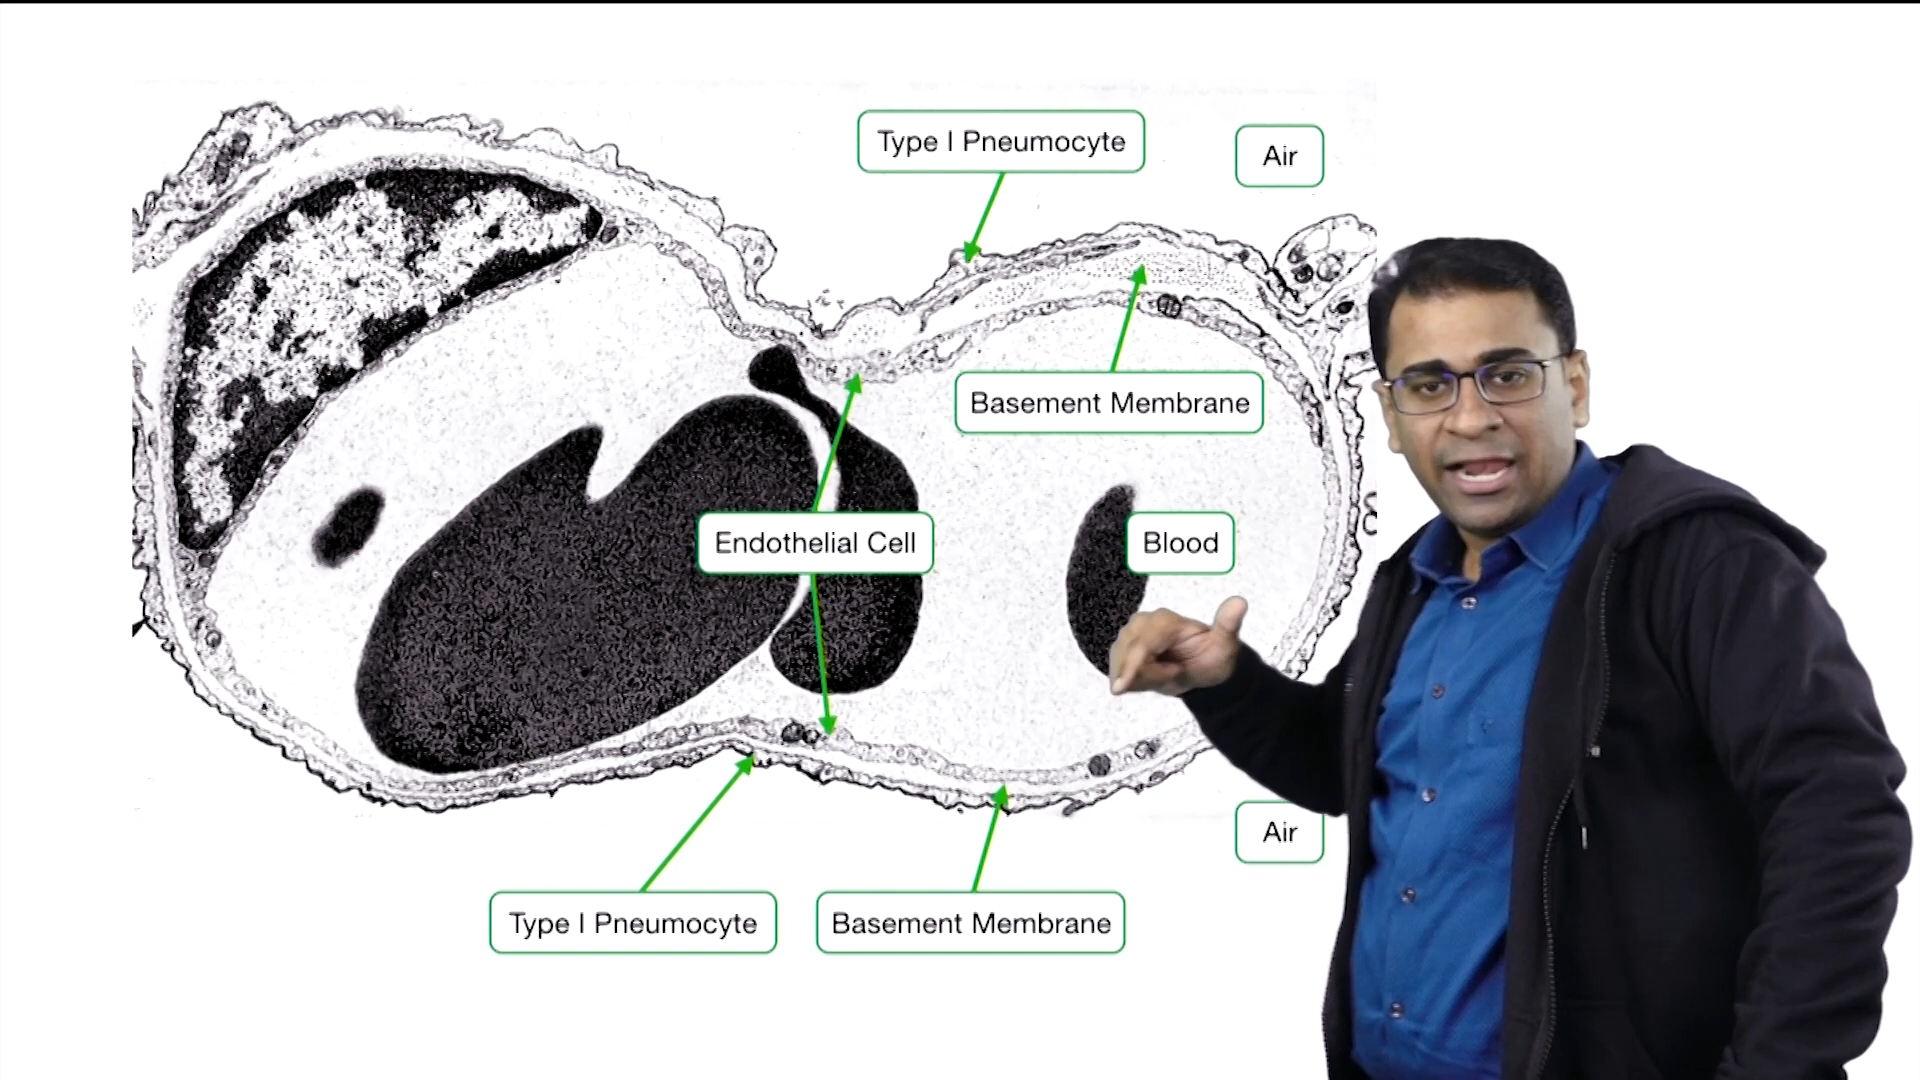 Type I Pneumocyte
Air
Basement Membrane
Endothelial Cell
Blood
Air
Type I Pneumocyte
Basement Membrane